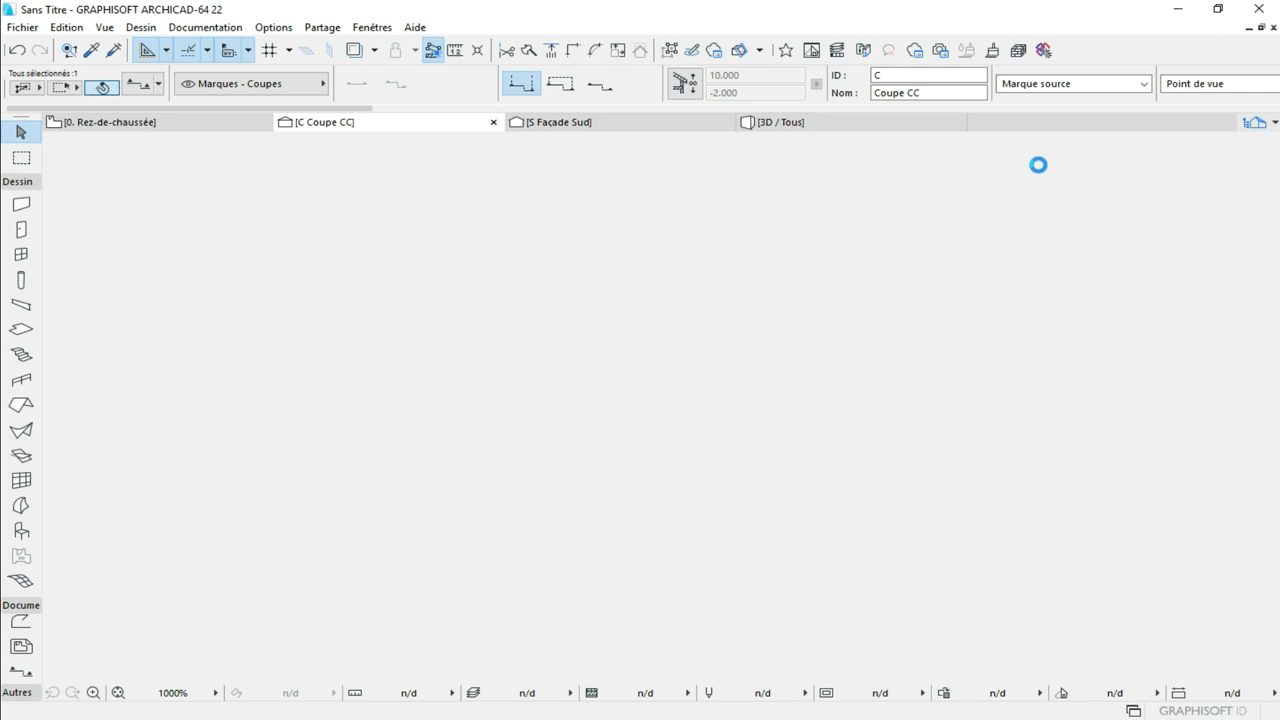 Sans Titre - GRAPHISOFT ARCHICAD-64 22
Fichier Edition Vue Dessin Documentation Options Partage Fenêtres Aide
Tous sélectionnés :1
Marques - Coupes
10.000
-2.000
ID :
C
Nom :
Coupe CC
Marque source
Point de vue
[0. Rez-de-chaussée]
[C Coupe CC]
[S Façade Sud]
[3D / Tous]
Dessin
Docume
Autres
1000%
n/d
n/d
n/d
n/d
n/d
n/d
n/d
n/d
n/d
GRAPHISOFT ID